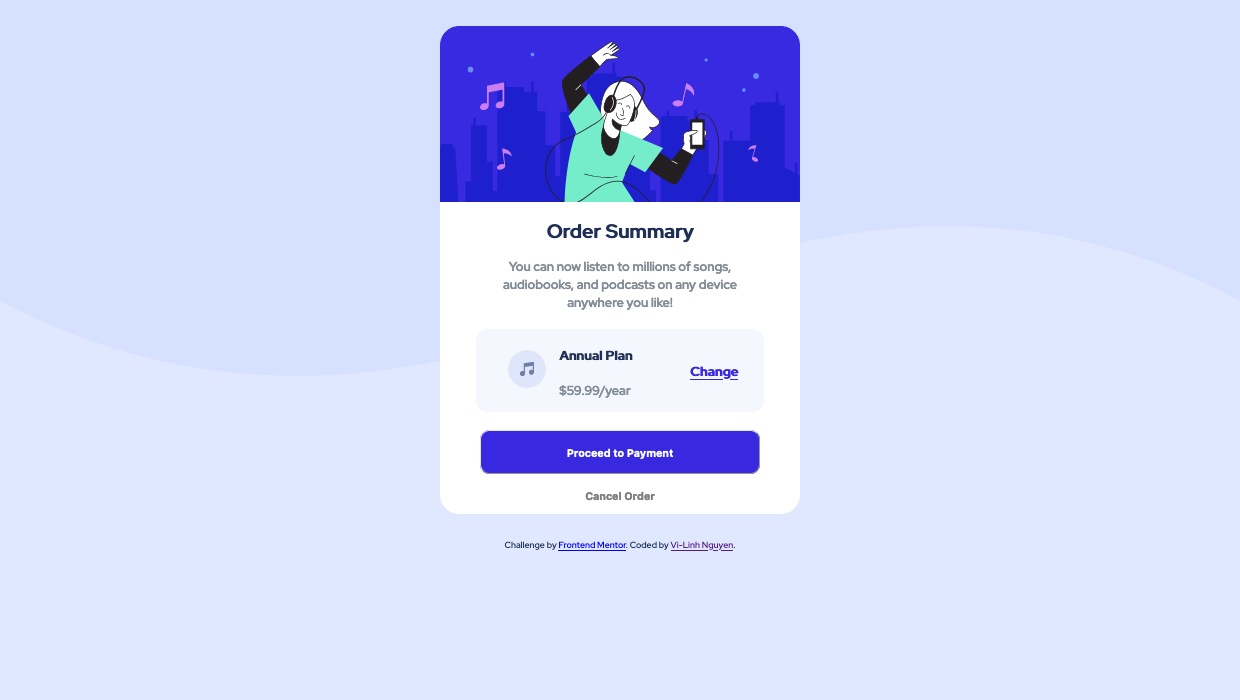 Order Summary
You can now listen to millions of songs,
audiobooks, and podcasts on any device
anywhere you like!
Annual Plan
Change
$59.99/year
Proceed to Payment
Cancel Order
Challenge by Frontend Mentor. Coded by Vi-Linh Nguyen.